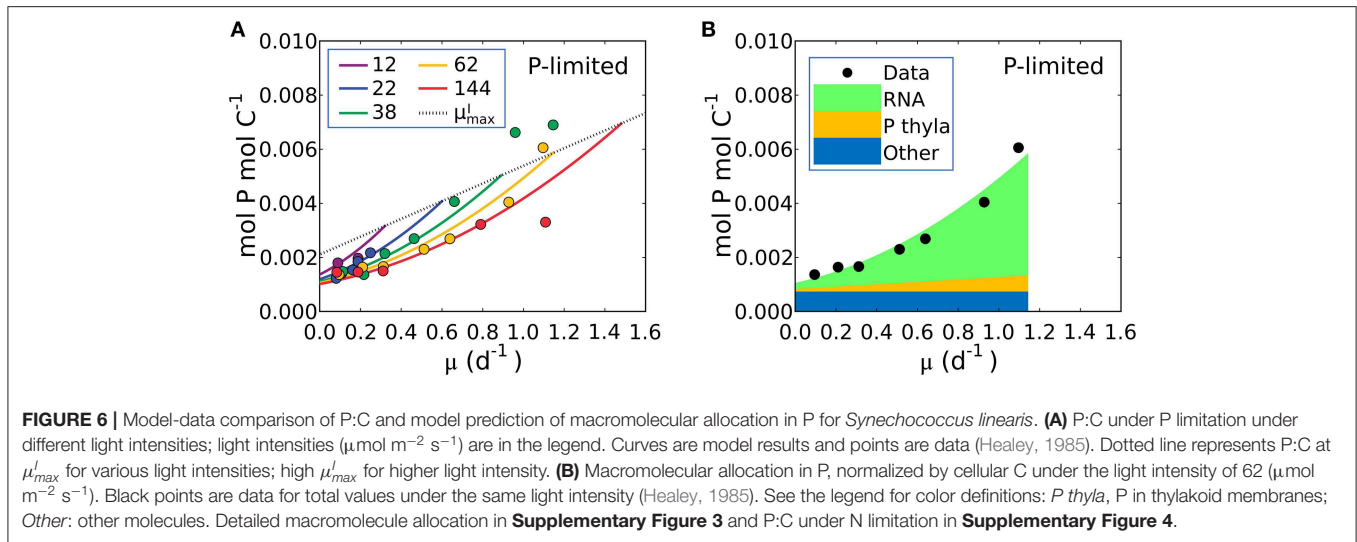 A
0.010
0.008
0.006
0.004
0.002
0.000
mol P mol C⁻¹
12
22
38
62
144
μᴵₘₐₓ
P-limited
0.0 0.2 0.4 0.6 0.8 1.0 1.2 1.4 1.6
μ (d⁻¹)
B
0.010
0.008
0.006
0.004
0.002
0.000
mol P mol C⁻¹
Data
RNA
P thyla
Other
P-limited
0.0 0.2 0.4 0.6 0.8 1.0 1.2 1.4 1.6
μ (d⁻¹)
FIGURE 6 | Model-data comparison of P:C and model prediction of macromolecular allocation in P for Synechococcus linearis. (A) P:C under P limitation under
different light intensities; light intensities (μmol m⁻² s⁻¹) are in the legend. Curves are model results and points are data (Healey, 1985). Dotted line represents P:C at
μᴵₘₐₓ for various light intensities; high μᴵₘₐₓ for higher light intensity. (B) Macromolecular allocation in P, normalized by cellular C under the light intensity of 62 (μmol
m⁻² s⁻¹). Black points are data for total values under the same light intensity (Healey, 1985). See the legend for color definitions: P thyla, P in thylakoid membranes;
Other: other molecules. Detailed macromolecule allocation in Supplementary Figure 3 and P:C under N limitation in Supplementary Figure 4.